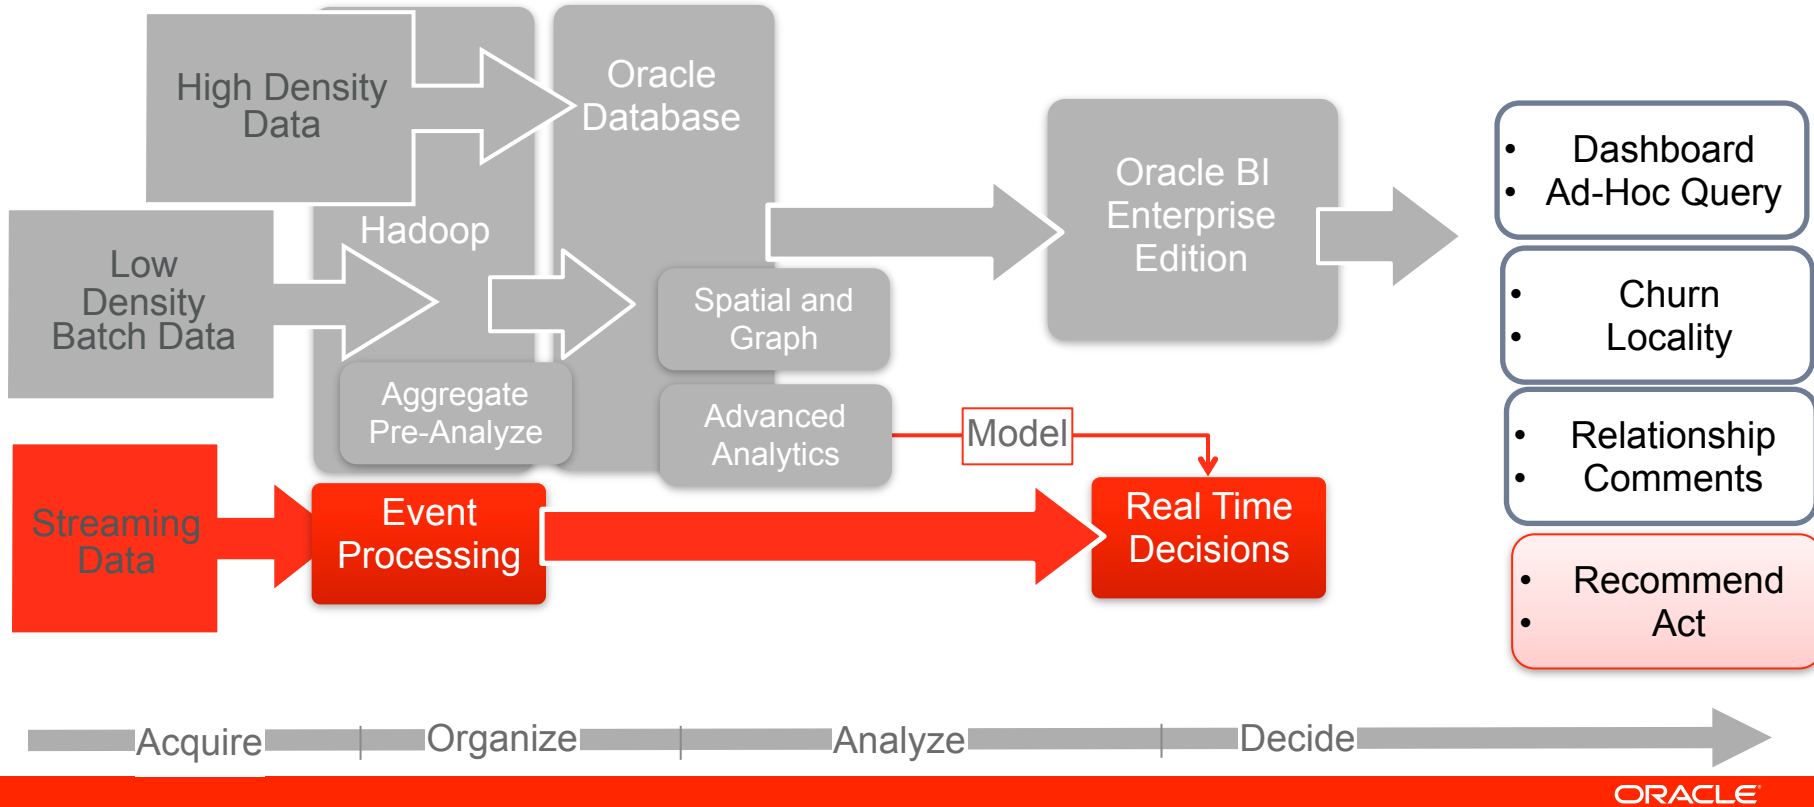 High Density
Data
Oracle
Database
Hadoop
Low
Density
Batch Data
Oracle BI
Enterprise
Edition
Spatial and
Graph
Aggregate
Pre-Analyze
Advanced
Analytics
Model
Streaming
Data
Event
Processing
Real Time
Decisions
• Dashboard
• Ad-Hoc Query
• Churn
• Locality
• Relationship
• Comments
• Recommend
• Act
Acquire
Organize
Analyze
Decide
ORACLE